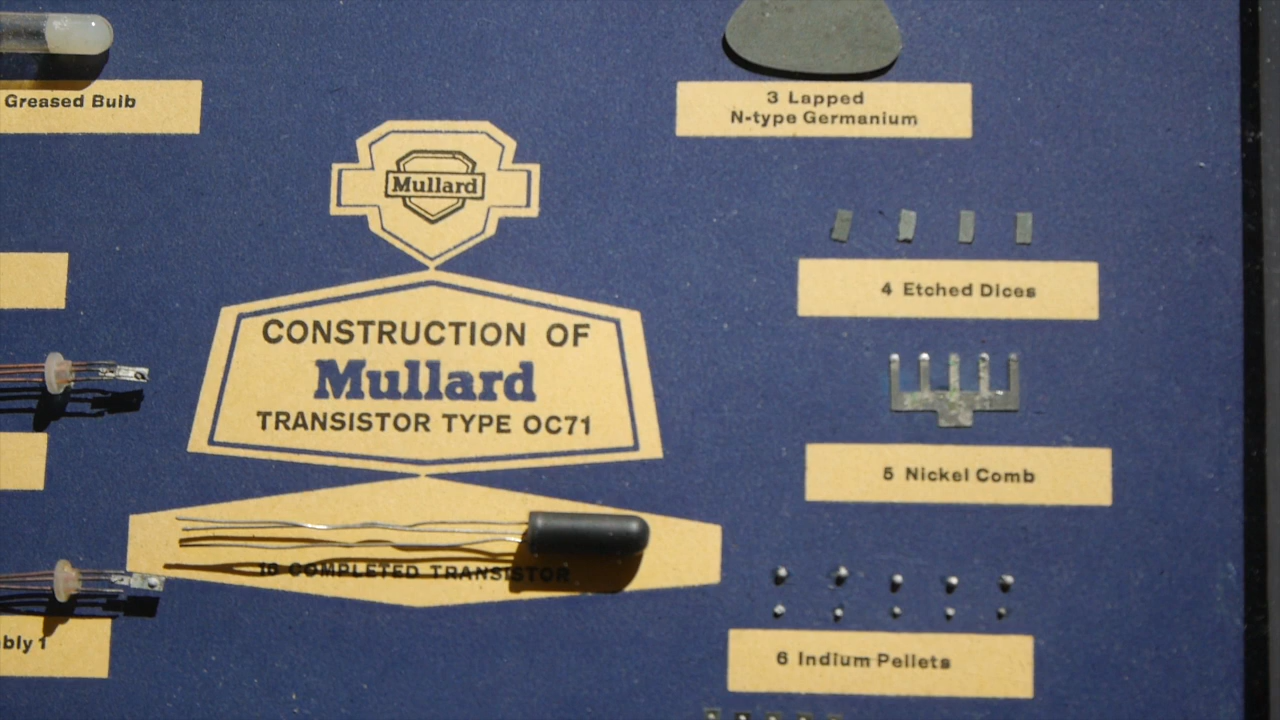 Greased Bulb
3 Lapped
N-type Germanium
Mullard
4 Etched Dices
CONSTRUCTION OF
Mullard
TRANSISTOR TYPE OC71
5 Nickel Comb
16 COMPLETED TRANSISTOR
bly 1
6 Indium Pellets